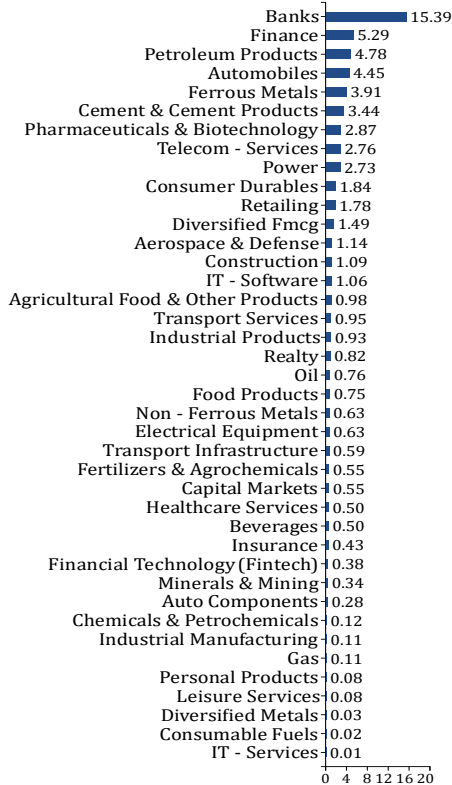 Banks 15.39
Finance 5.29
Petroleum Products 4.78
Automobiles 4.45
Ferrous Metals 3.91
Cement & Cement Products 3.44
Pharmaceuticals & Biotechnology 2.87
Telecom - Services 2.76
Power 2.73
Consumer Durables 1.84
Retailing 1.78
Diversified Fmcg 1.49
Aerospace & Defense 1.14
Construction 1.09
IT - Software 1.06
Agricultural Food & Other Products 0.98
Transport Services 0.95
Industrial Products 0.93
Realty 0.82
Oil 0.76
Food Products 0.75
Non - Ferrous Metals 0.63
Electrical Equipment 0.63
Transport Infrastructure 0.59
Fertilizers & Agrochemicals 0.55
Capital Markets 0.55
Healthcare Services 0.50
Beverages 0.50
Insurance 0.43
Financial Technology (Fintech) 0.38
Minerals & Mining 0.34
Auto Components 0.28
Chemicals & Petrochemicals 0.12
Industrial Manufacturing 0.11
Gas 0.11
Personal Products 0.08
Leisure Services 0.08
Diversified Metals 0.03
Consumable Fuels 0.02
IT - Services 0.01
0 4 8 12 16 20